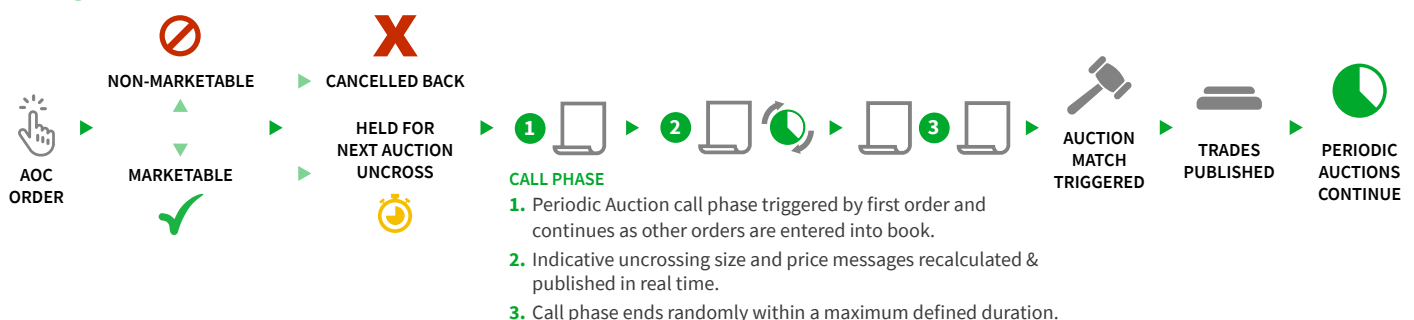 AOC
ORDER
NON-MARKETABLE
MARKETABLE
X
CANCELLED BACK
HELD FOR
NEXT AUCTION
UNCROSS
1
2
3
CALL PHASE
1. Periodic Auction call phase triggered by first order and
continues as other orders are entered into book.
2. Indicative uncrossing size and price messages recalculated &
published in real time.
3. Call phase ends randomly within a maximum defined duration.
AUCTION
MATCH
TRIGGERED
TRADES
PUBLISHED
PERIODIC
AUCTIONS
CONTINUE